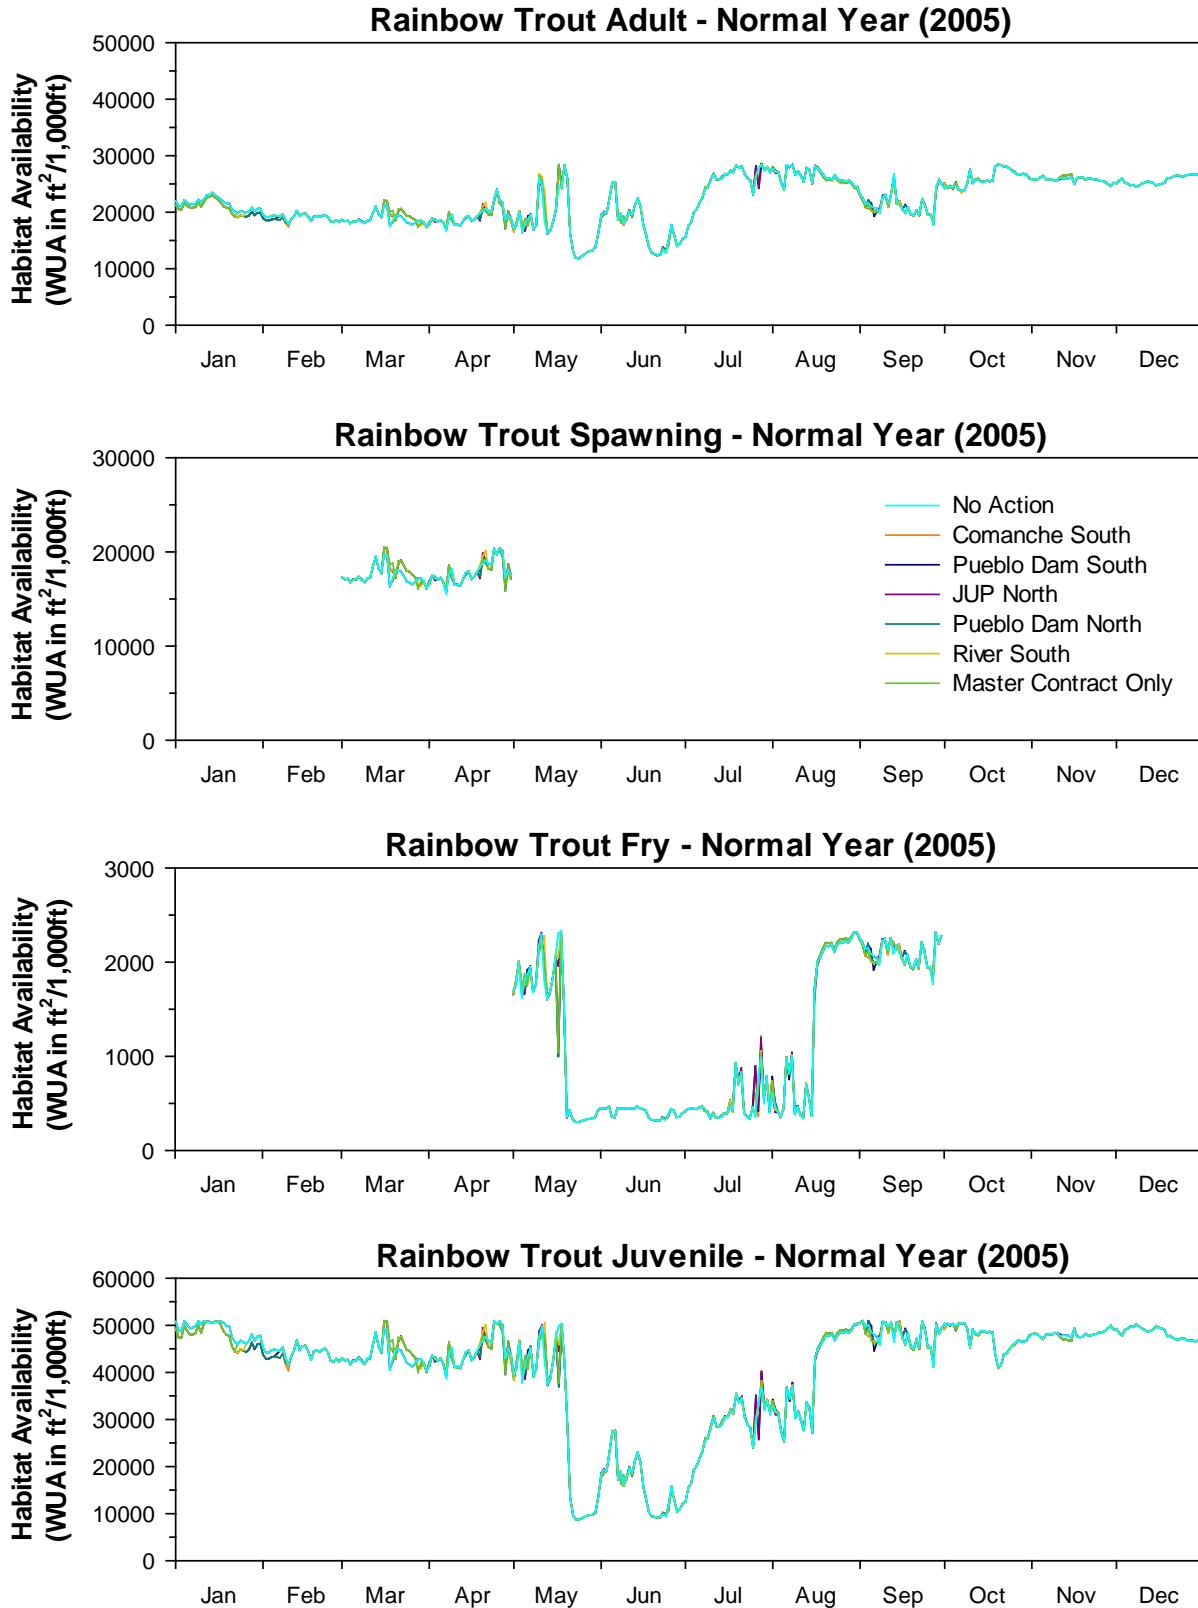 Rainbow Trout Adult - Normal Year (2005)
Habitat Availability
(WUA in ft²/1,000ft)
50000
40000
30000
20000
10000
0
Jan Feb Mar Apr May Jun Jul Aug Sep Oct Nov Dec
Rainbow Trout Spawning - Normal Year (2005)
Habitat Availability
(WUA in ft²/1,000ft)
30000
20000
10000
0
No Action
Comanche South
Pueblo Dam South
JUP North
Pueblo Dam North
River South
Master Contract Only
Jan Feb Mar Apr May Jun Jul Aug Sep Oct Nov Dec
Rainbow Trout Fry - Normal Year (2005)
Habitat Availability
(WUA in ft²/1,000ft)
3000
2000
1000
0
Jan Feb Mar Apr May Jun Jul Aug Sep Oct Nov Dec
Rainbow Trout Juvenile - Normal Year (2005)
Habitat Availability
(WUA in ft²/1,000ft)
60000
50000
40000
30000
20000
10000
0
Jan Feb Mar Apr May Jun Jul Aug Sep Oct Nov Dec